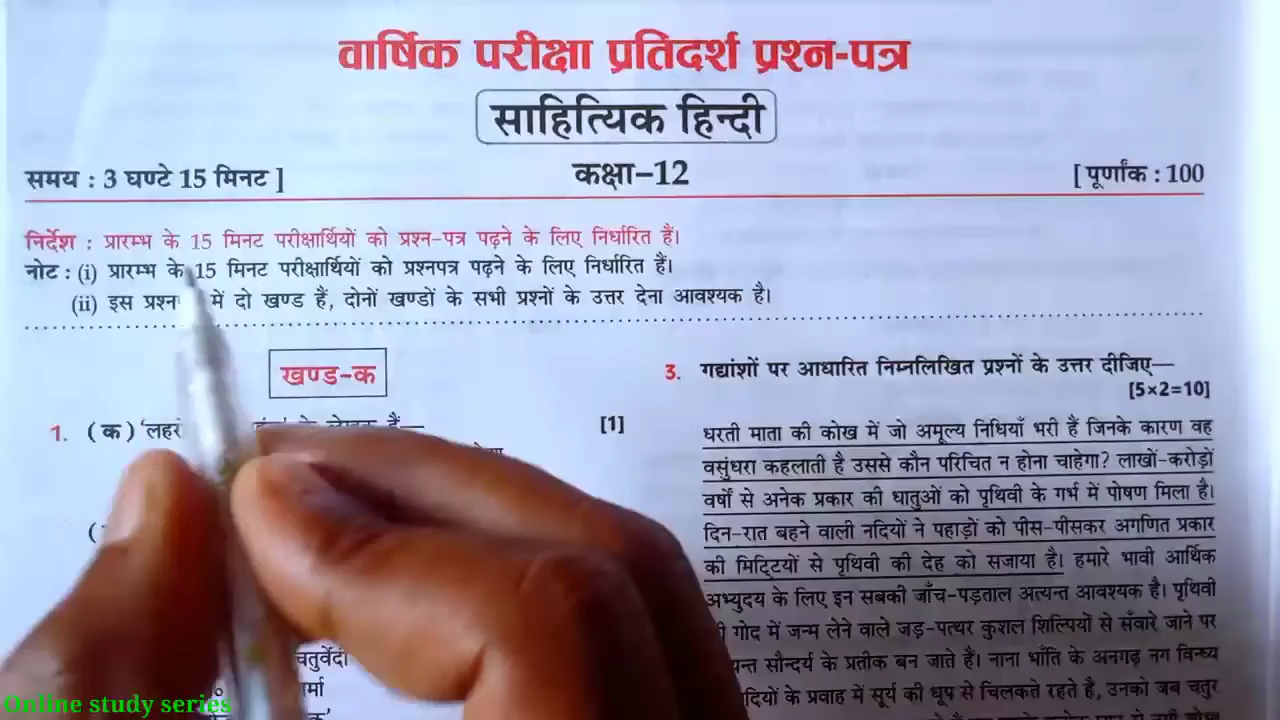 वार्षिक परीक्षा प्रतिदर्श प्रश्न-पत्र
साहित्यिक हिन्दी
समय : 3 घण्टे 15 मिनट ]
कक्षा–12
[ पूर्णांक : 100
निर्देश : प्रारम्भ के 15 मिनट परीक्षार्थियों को प्रश्न-पत्र पढ़ने के लिए निर्धारित हैं।
नोट : (i) प्रारम्भ के 15 मिनट परीक्षार्थियों को प्रश्नपत्र पढ़ने के लिए निर्धारित हैं।
(ii) इस में दो खण्ड हैं, दोनों खण्डों के सभी प्रश्नों के उत्तर देना आवश्यक है।
खण्ड-क
1. (क) [1]
चतुर्वेदी
3. गद्यांशों पर आधारित निम्नलिखित प्रश्नों के उत्तर दीजिए—
[5×2=10]
धरती माता की कोख में जो अमूल्य निधियाँ भरी हैं जिनके कारण वह
वसुंधरा कहलाती है उससे कौन परिचित न होना चाहेगा? लाखों-करोड़ों
वर्षों से अनेक प्रकार की धातुओं को पृथिवी के गर्भ में पोषण मिला है।
दिन-रात बहने वाली नदियों ने पहाड़ों को पीस-पीसकर अगणित प्रकार
की मिट्टियों से पृथिवी की देह को सजाया है। हमारे भावी आर्थिक
अभ्युदय के लिए इन सबकी जाँच-पड़ताल अत्यन्त आवश्यक है। पृथिवी
गोद में जन्म लेने वाले जड़-पत्थर कुशल शिल्पियों से सँवारे जाने पर
सौन्दर्य के प्रतीक बन जाते हैं। नाना भाँति के अनगढ़ नग विन्ध्य
के प्रवाह में सूर्य की धूप से चिलकते रहते है, उनको जब चतुर
Online study series